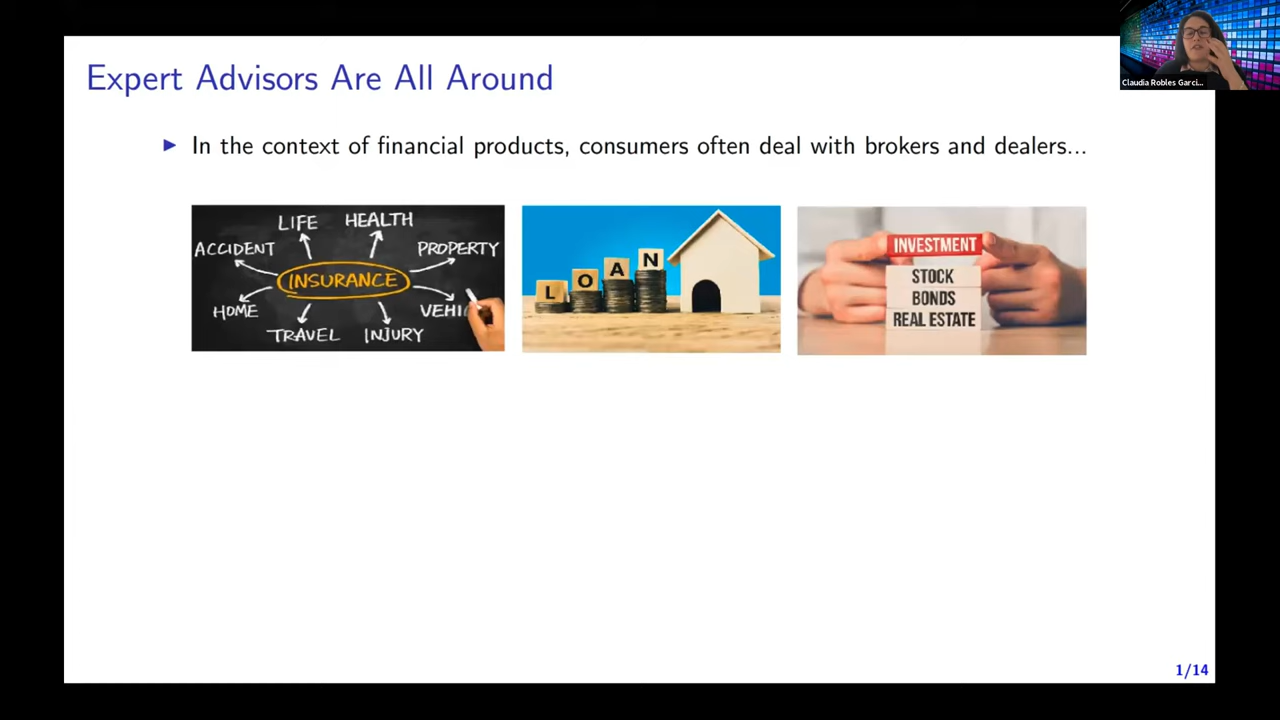 Expert Advisors Are All Around
Claudia Robles Garci...
In the context of financial products, consumers often deal with brokers and dealers...
LIFE HEALTH
ACCIDENT PROPERTY
INSURANCE
HOME VEHI
TRAVEL INJURY
L O A N
INVESTMENT
STOCK
BONDS
REAL ESTATE
1/14